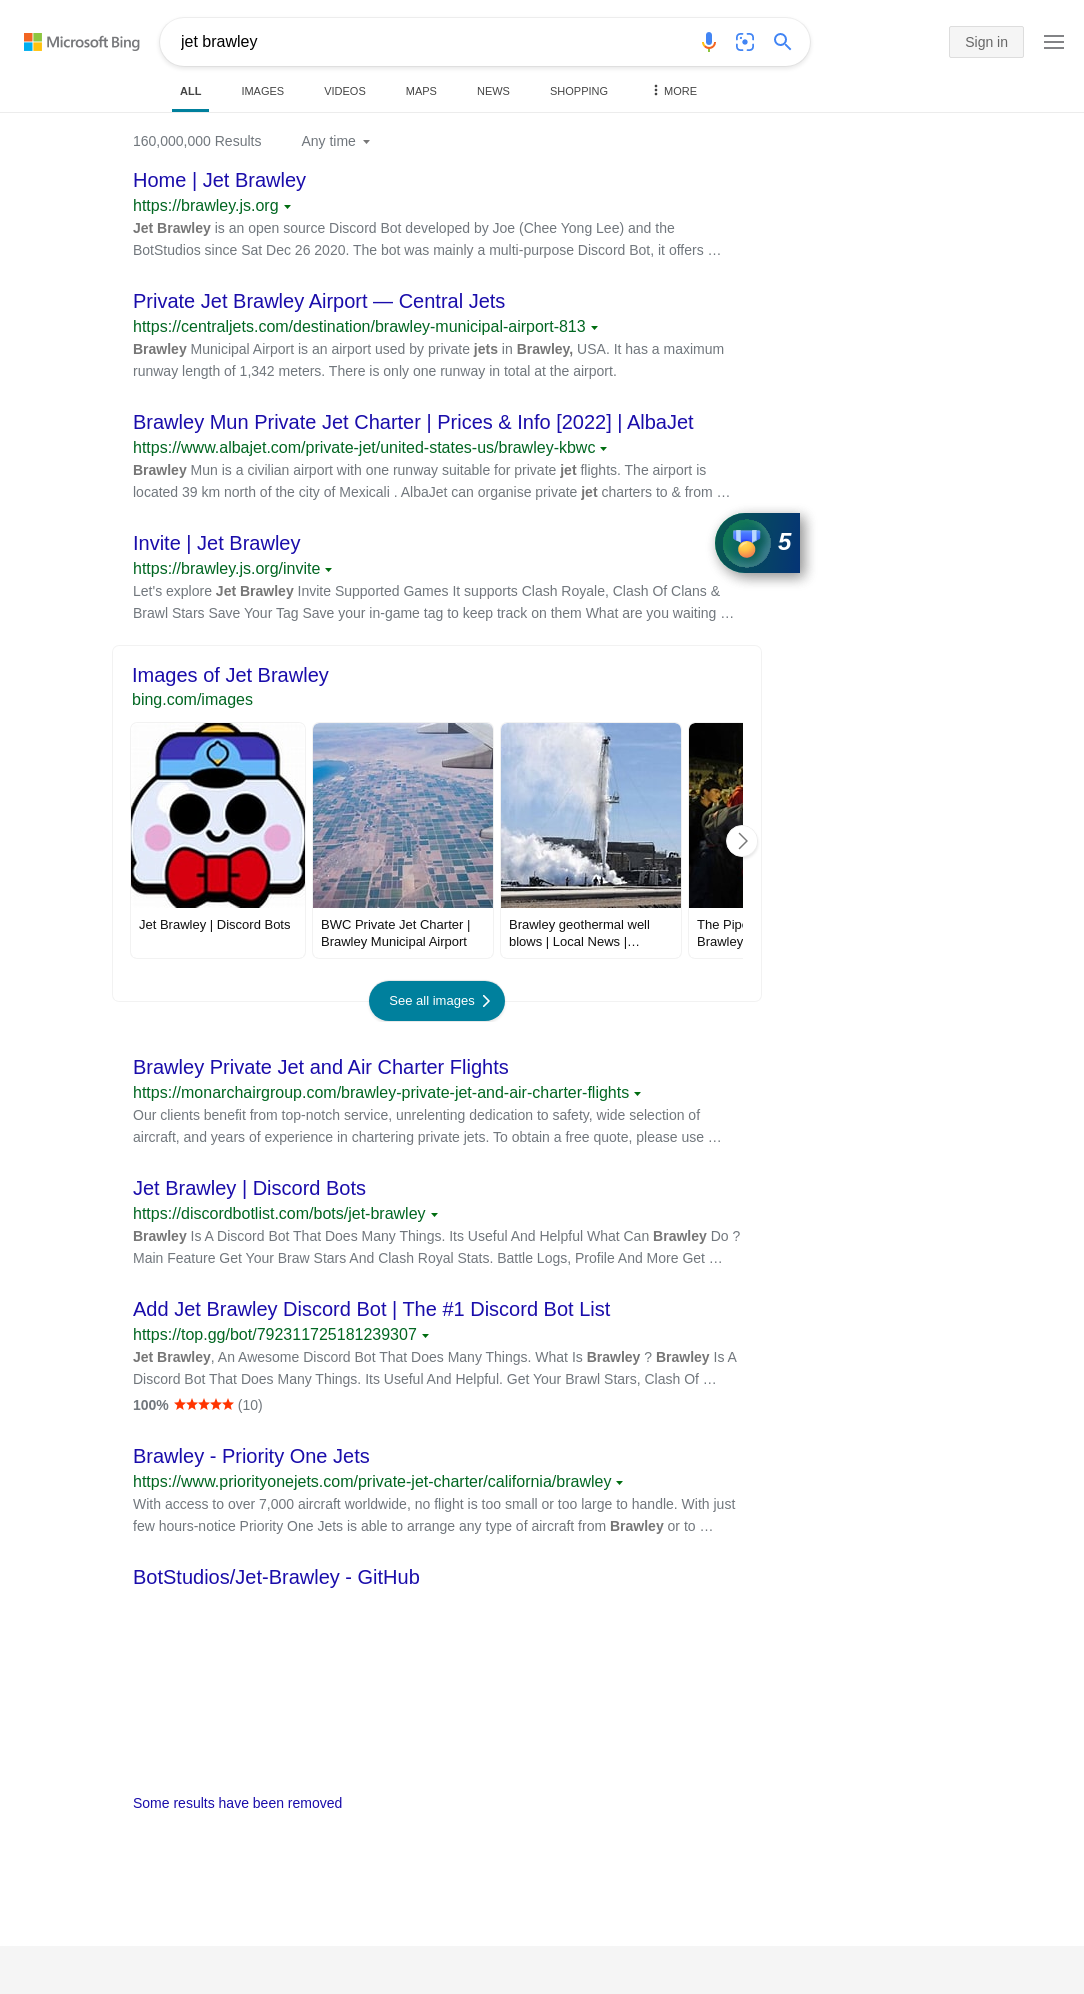 Microsoft Bing
jet brawley
Sign in
ALL IMAGES VIDEOS MAPS NEWS SHOPPING MORE
160,000,000 Results Any time
Home | Jet Brawley
https://brawley.js.org
Jet Brawley is an open source Discord Bot developed by Joe (Chee Yong Lee) and the
BotStudios since Sat Dec 26 2020. The bot was mainly a multi-purpose Discord Bot, it offers …
Private Jet Brawley Airport — Central Jets
https://centraljets.com/destination/brawley-municipal-airport-813
Brawley Municipal Airport is an airport used by private jets in Brawley, USA. It has a maximum
runway length of 1,342 meters. There is only one runway in total at the airport.
Brawley Mun Private Jet Charter | Prices & Info [2022] | AlbaJet
https://www.albajet.com/private-jet/united-states-us/brawley-kbwc
Brawley Mun is a civilian airport with one runway suitable for private jet flights. The airport is
located 39 km north of the city of Mexicali . AlbaJet can organise private jet charters to & from …
5
Invite | Jet Brawley
https://brawley.js.org/invite
Let's explore Jet Brawley Invite Supported Games It supports Clash Royale, Clash Of Clans &
Brawl Stars Save Your Tag Save your in-game tag to keep track on them What are you waiting …
Images of Jet Brawley
bing.com/images
Jet Brawley | Discord Bots
BWC Private Jet Charter |
Brawley Municipal Airport
Brawley geothermal well
blows | Local News |…
The Pip
Brawley
See all images
Brawley Private Jet and Air Charter Flights
https://monarchairgroup.com/brawley-private-jet-and-air-charter-flights
Our clients benefit from top-notch service, unrelenting dedication to safety, wide selection of
aircraft, and years of experience in chartering private jets. To obtain a free quote, please use …
Jet Brawley | Discord Bots
https://discordbotlist.com/bots/jet-brawley
Brawley Is A Discord Bot That Does Many Things. Its Useful And Helpful What Can Brawley Do ?
Main Feature Get Your Braw Stars And Clash Royal Stats. Battle Logs, Profile And More Get …
Add Jet Brawley Discord Bot | The #1 Discord Bot List
https://top.gg/bot/792311725181239307
Jet Brawley, An Awesome Discord Bot That Does Many Things. What Is Brawley ? Brawley Is A
Discord Bot That Does Many Things. Its Useful And Helpful. Get Your Brawl Stars, Clash Of …
100% ★★★★★ (10)
Brawley - Priority One Jets
https://www.priorityonejets.com/private-jet-charter/california/brawley
With access to over 7,000 aircraft worldwide, no flight is too small or too large to handle. With just
few hours-notice Priority One Jets is able to arrange any type of aircraft from Brawley or to …
BotStudios/Jet-Brawley - GitHub
Some results have been removed